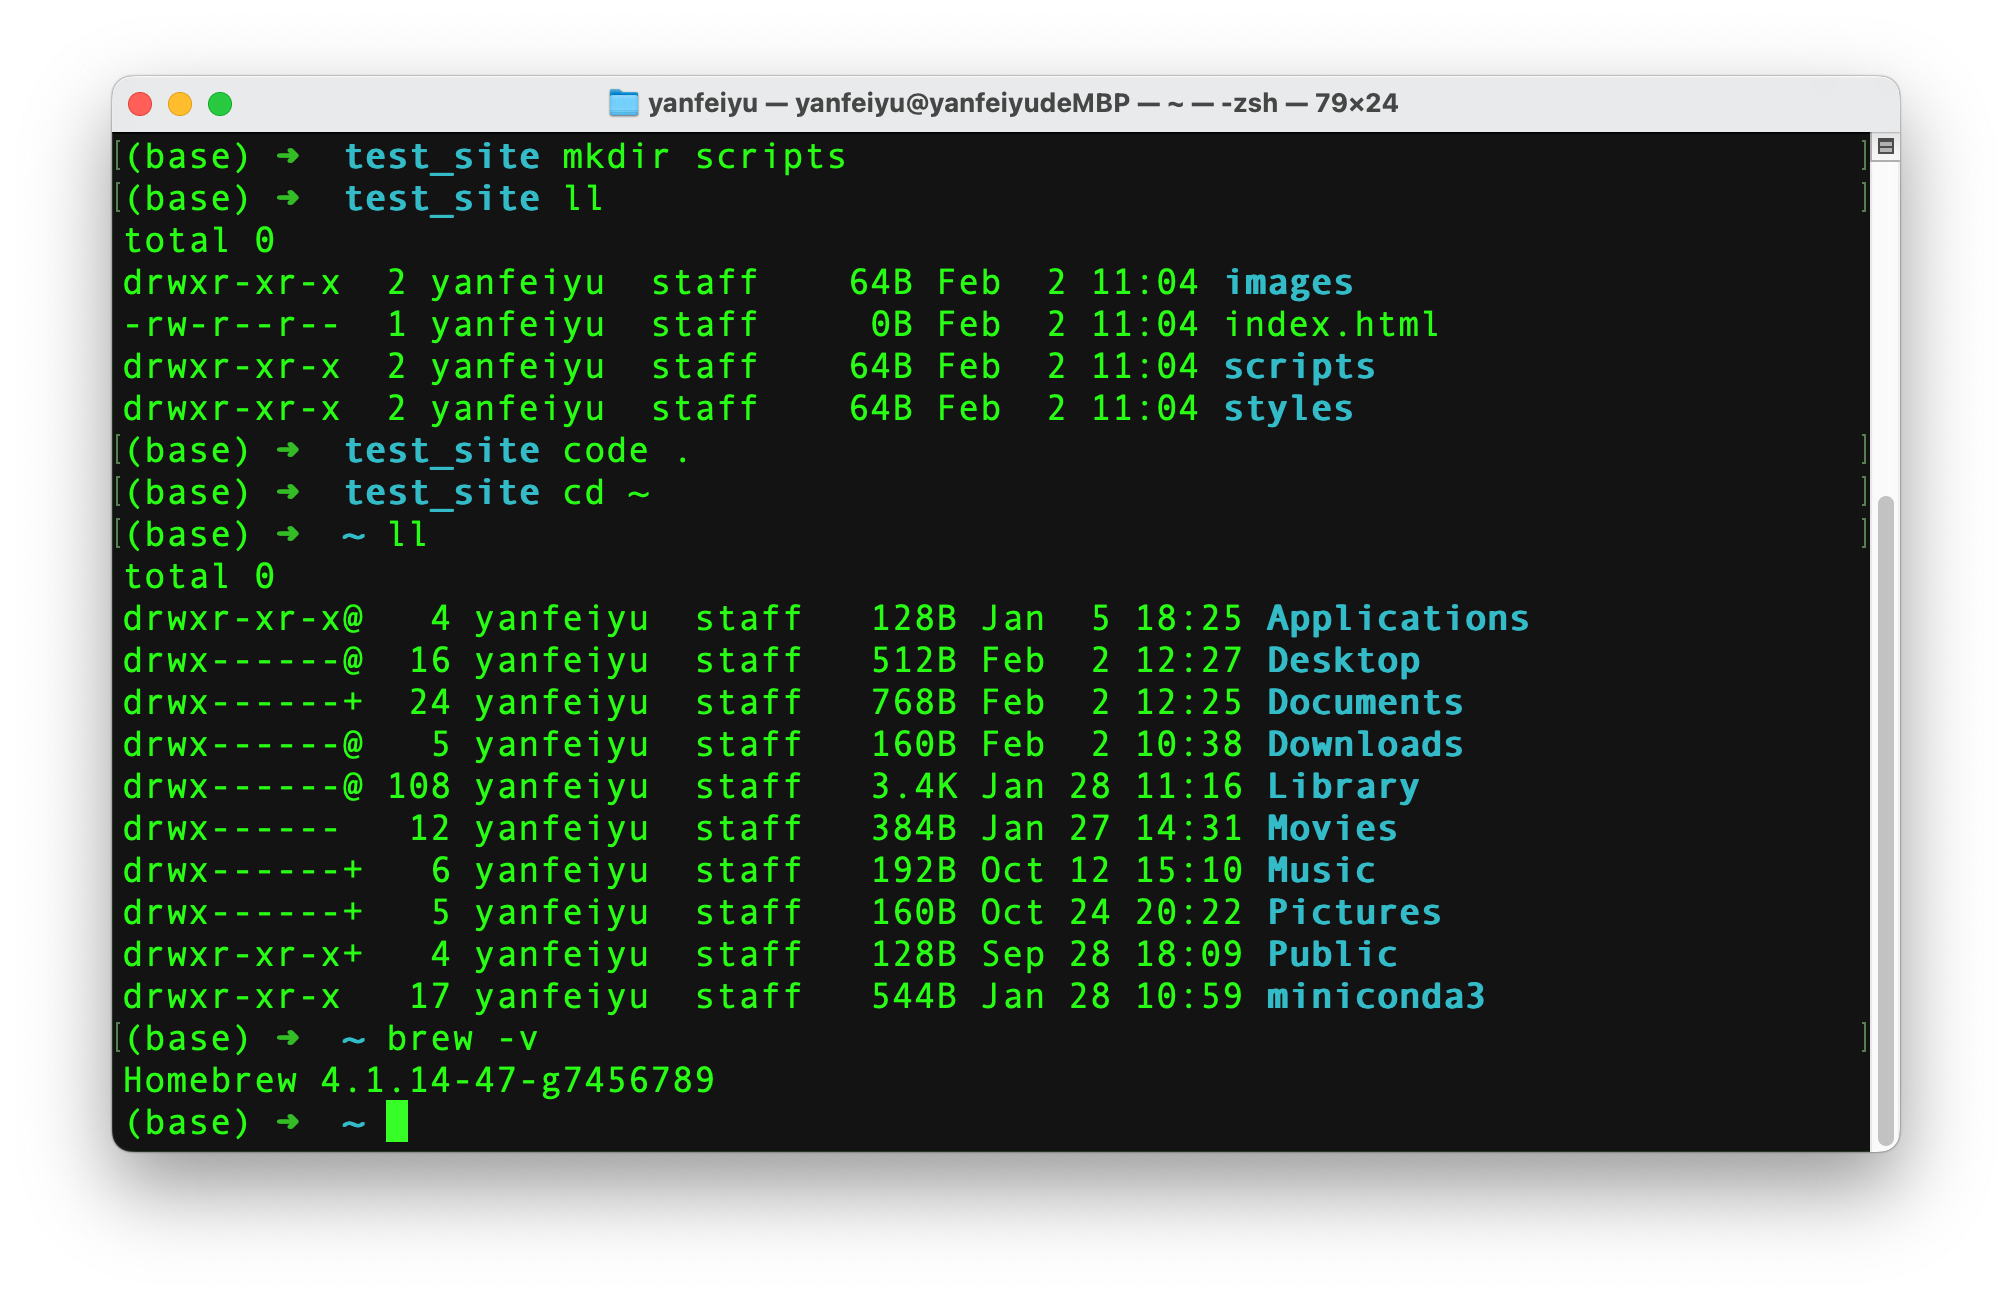 yanfeiyu — yanfeiyu@yanfeiyudeMBP — ~ — -zsh — 79×24
(base) ➜  test_site mkdir scripts
(base) ➜  test_site ll
total 0
drwxr-xr-x  2 yanfeiyu  staff    64B Feb  2 11:04 images
-rw-r--r--  1 yanfeiyu  staff     0B Feb  2 11:04 index.html
drwxr-xr-x  2 yanfeiyu  staff    64B Feb  2 11:04 scripts
drwxr-xr-x  2 yanfeiyu  staff    64B Feb  2 11:04 styles
(base) ➜  test_site code .
(base) ➜  test_site cd ~
(base) ➜  ~ ll
total 0
drwxr-xr-x@   4 yanfeiyu  staff   128B Jan  5 18:25 Applications
drwx------@  16 yanfeiyu  staff   512B Feb  2 12:27 Desktop
drwx------+  24 yanfeiyu  staff   768B Feb  2 12:25 Documents
drwx------@   5 yanfeiyu  staff   160B Feb  2 10:38 Downloads
drwx------@ 108 yanfeiyu  staff   3.4K Jan 28 11:16 Library
drwx------   12 yanfeiyu  staff   384B Jan 27 14:31 Movies
drwx------+   6 yanfeiyu  staff   192B Oct 12 15:10 Music
drwx------+   5 yanfeiyu  staff   160B Oct 24 20:22 Pictures
drwxr-xr-x+   4 yanfeiyu  staff   128B Sep 28 18:09 Public
drwxr-xr-x   17 yanfeiyu  staff   544B Jan 28 10:59 miniconda3
(base) ➜  ~ brew -v
Homebrew 4.1.14-47-g7456789
(base) ➜  ~